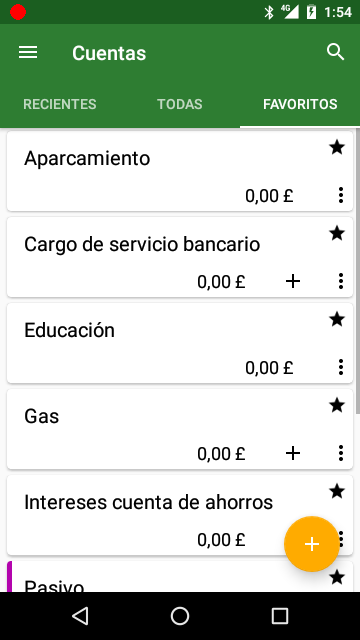 4G 1:54
Cuentas
RECIENTES TODAS FAVORITOS
Aparcamiento
0,00 £
Cargo de servicio bancario
0,00 £
Educación
0,00 £
Gas
0,00 £
Intereses cuenta de ahorros
0,00 £
Pasivo